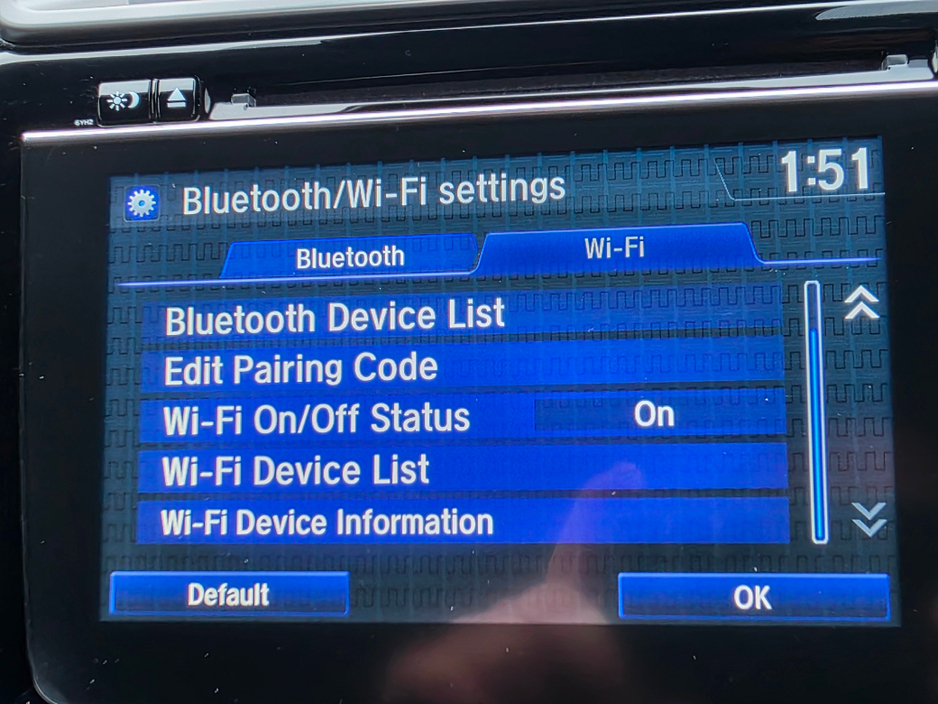 6YH2
Bluetooth/Wi-Fi settings
1:51
Bluetooth
Wi-Fi
Bluetooth Device List
Edit Pairing Code
Wi-Fi On/Off Status
On
Wi-Fi Device List
Wi-Fi Device Information
Default
OK